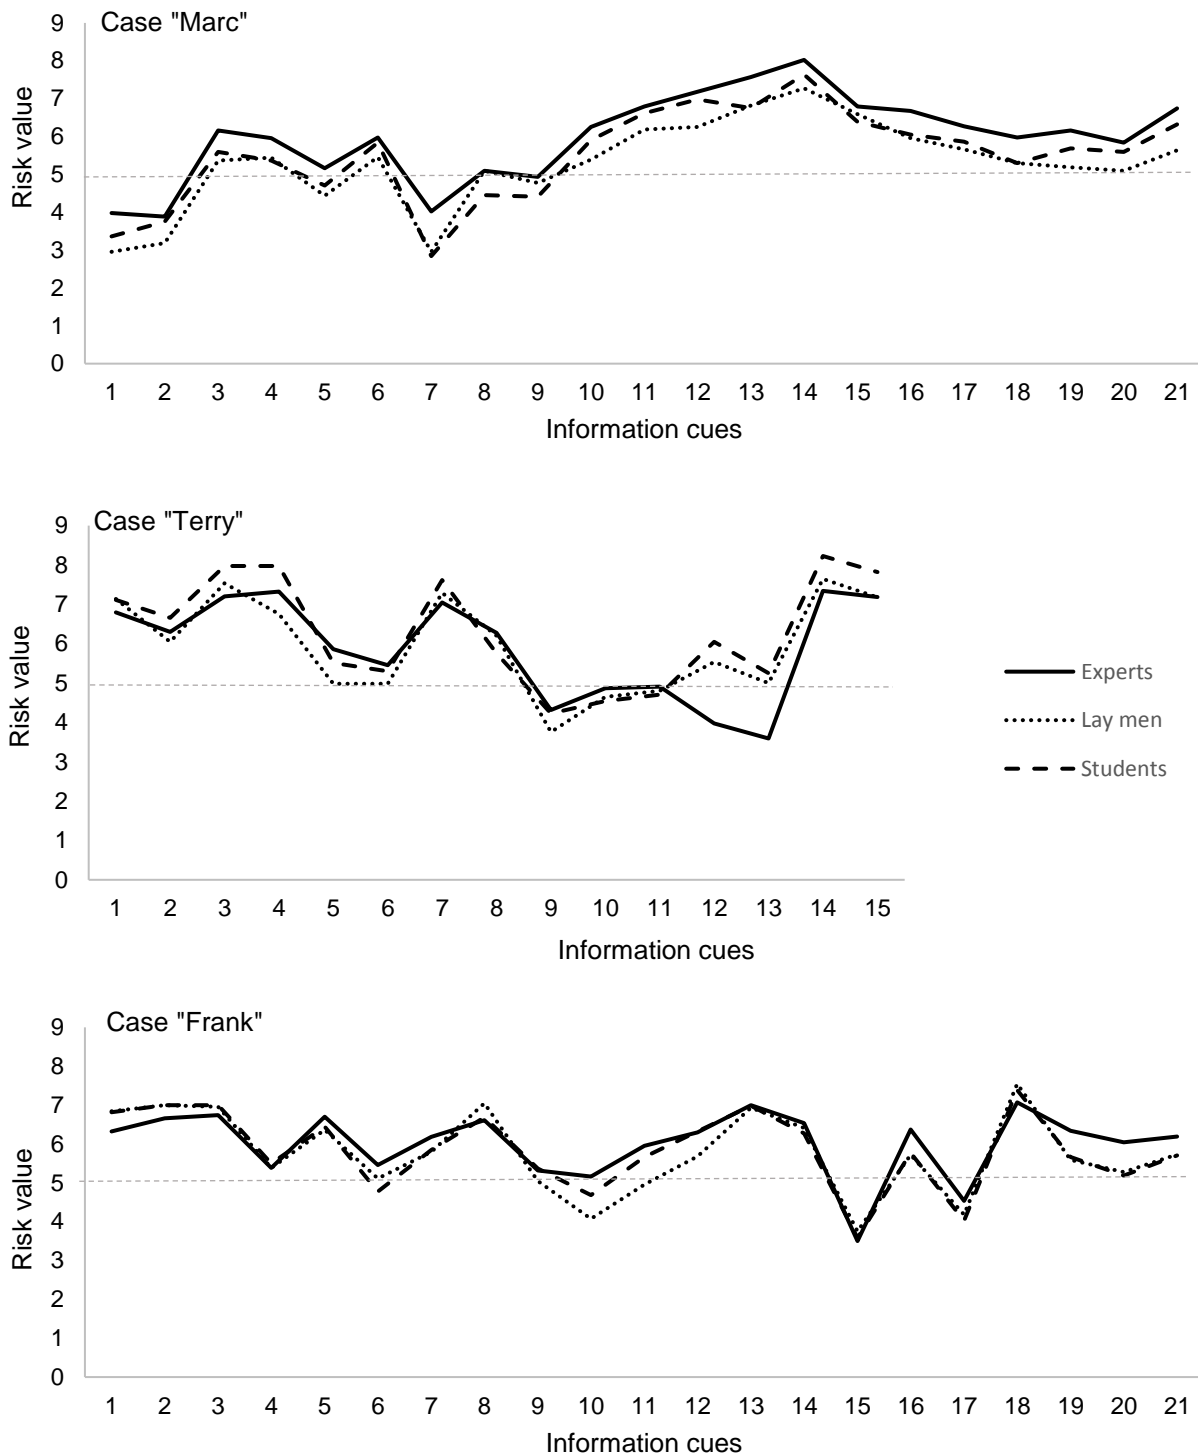 Case "Marc"
9
8
7
6
5
4
3
2
1
0
Risk value
1 2 3 4 5 6 7 8 9 10 11 12 13 14 15 16 17 18 19 20 21
Information cues
Case "Terry"
9
8
7
6
5
4
3
2
1
0
Risk value
1 2 3 4 5 6 7 8 9 10 11 12 13 14 15
Information cues
Experts
Lay men
Students
Case "Frank"
9
8
7
6
5
4
3
2
1
0
Risk value
1 2 3 4 5 6 7 8 9 10 11 12 13 14 15 16 17 18 19 20 21
Information cues